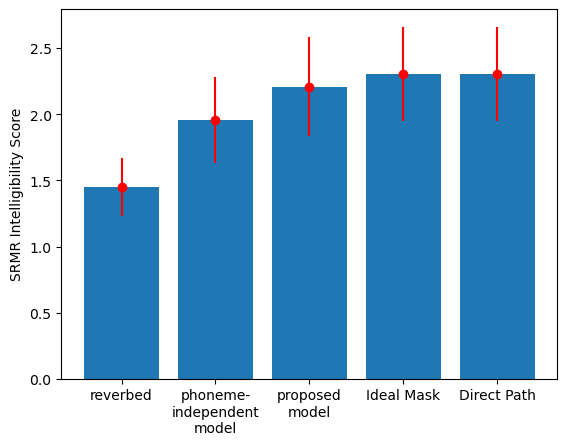 2.5
2.0
1.5
1.0
0.5
0.0
SRMR Intelligibility Score
reverbed
phoneme-
independent
model
proposed
model
Ideal Mask
Direct Path